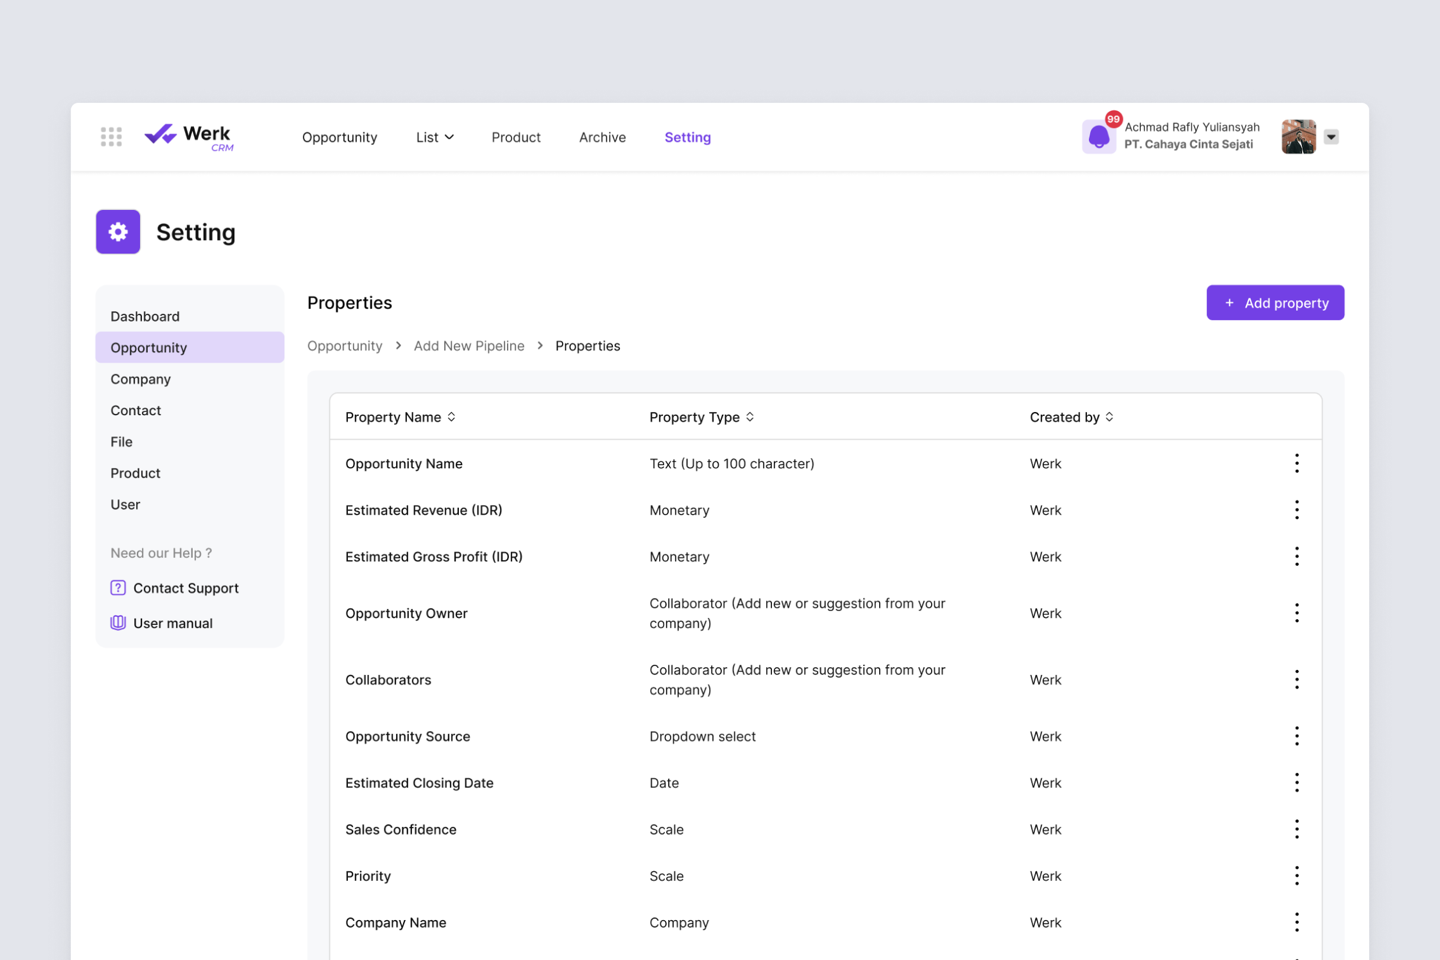 Werk
CRM
Opportunity
List
Product
Archive
Setting
99
Achmad Rafly Yuliansyah
PT. Cahaya Cinta Sejati
Setting
Dashboard
Opportunity
Company
Contact
File
Product
User
Need our Help ?
Contact Support
User manual
Properties
+ Add property
Opportunity > Add New Pipeline > Properties
Property Name Property Type Created by
Opportunity Name Text (Up to 100 character) Werk
Estimated Revenue (IDR) Monetary Werk
Estimated Gross Profit (IDR) Monetary Werk
Opportunity Owner Collaborator (Add new or suggestion from your
company) Werk
Collaborators Collaborator (Add new or suggestion from your
company) Werk
Opportunity Source Dropdown select Werk
Estimated Closing Date Date Werk
Sales Confidence Scale Werk
Priority Scale Werk
Company Name Company Werk